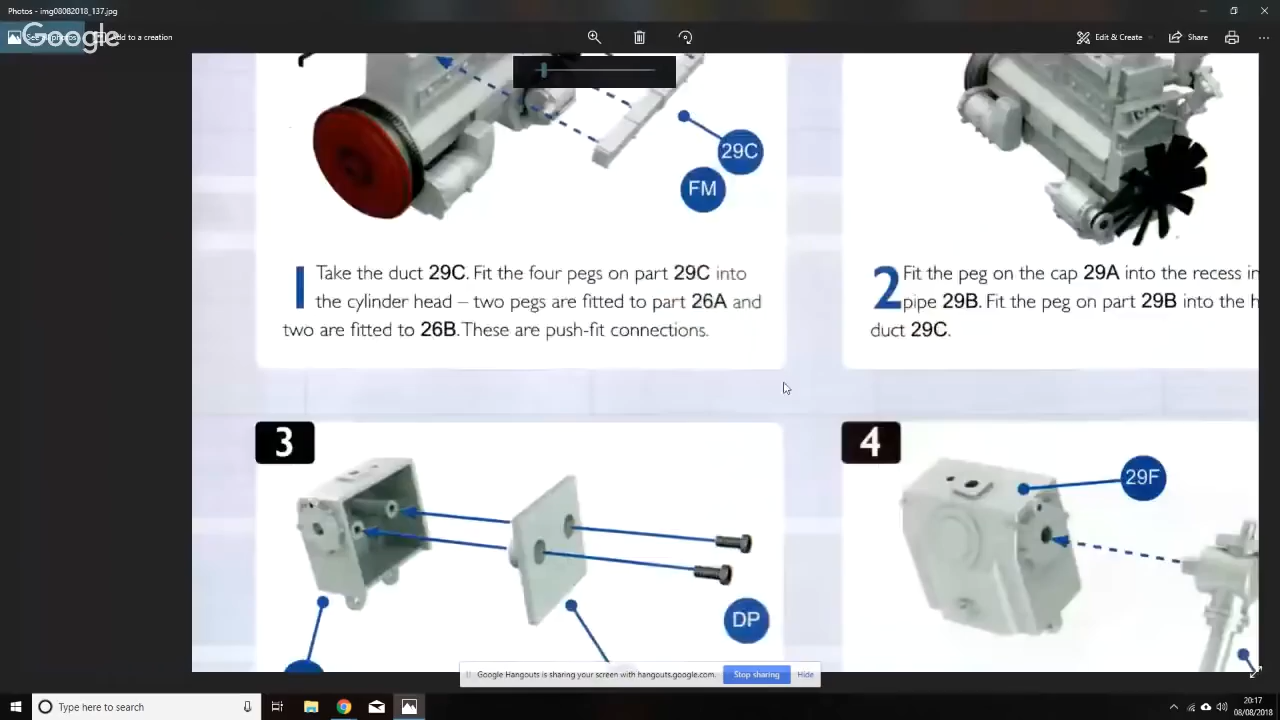 Photos - img08082018_137.jpg
Google
Add to a creation
Edit & Create
Share
29C
FM
1 Take the duct 29C. Fit the four pegs on part 29C into
the cylinder head – two pegs are fitted to part 26A and
two are fitted to 26B. These are push-fit connections.
2 Fit the peg on the cap 29A into the recess in
pipe 29B. Fit the peg on part 29B into the
duct 29C.
3
DP
4
29F
Google Hangouts is sharing your screen with hangouts.google.com.
Stop sharing
Hide
Type here to search
20:17
08/08/2018